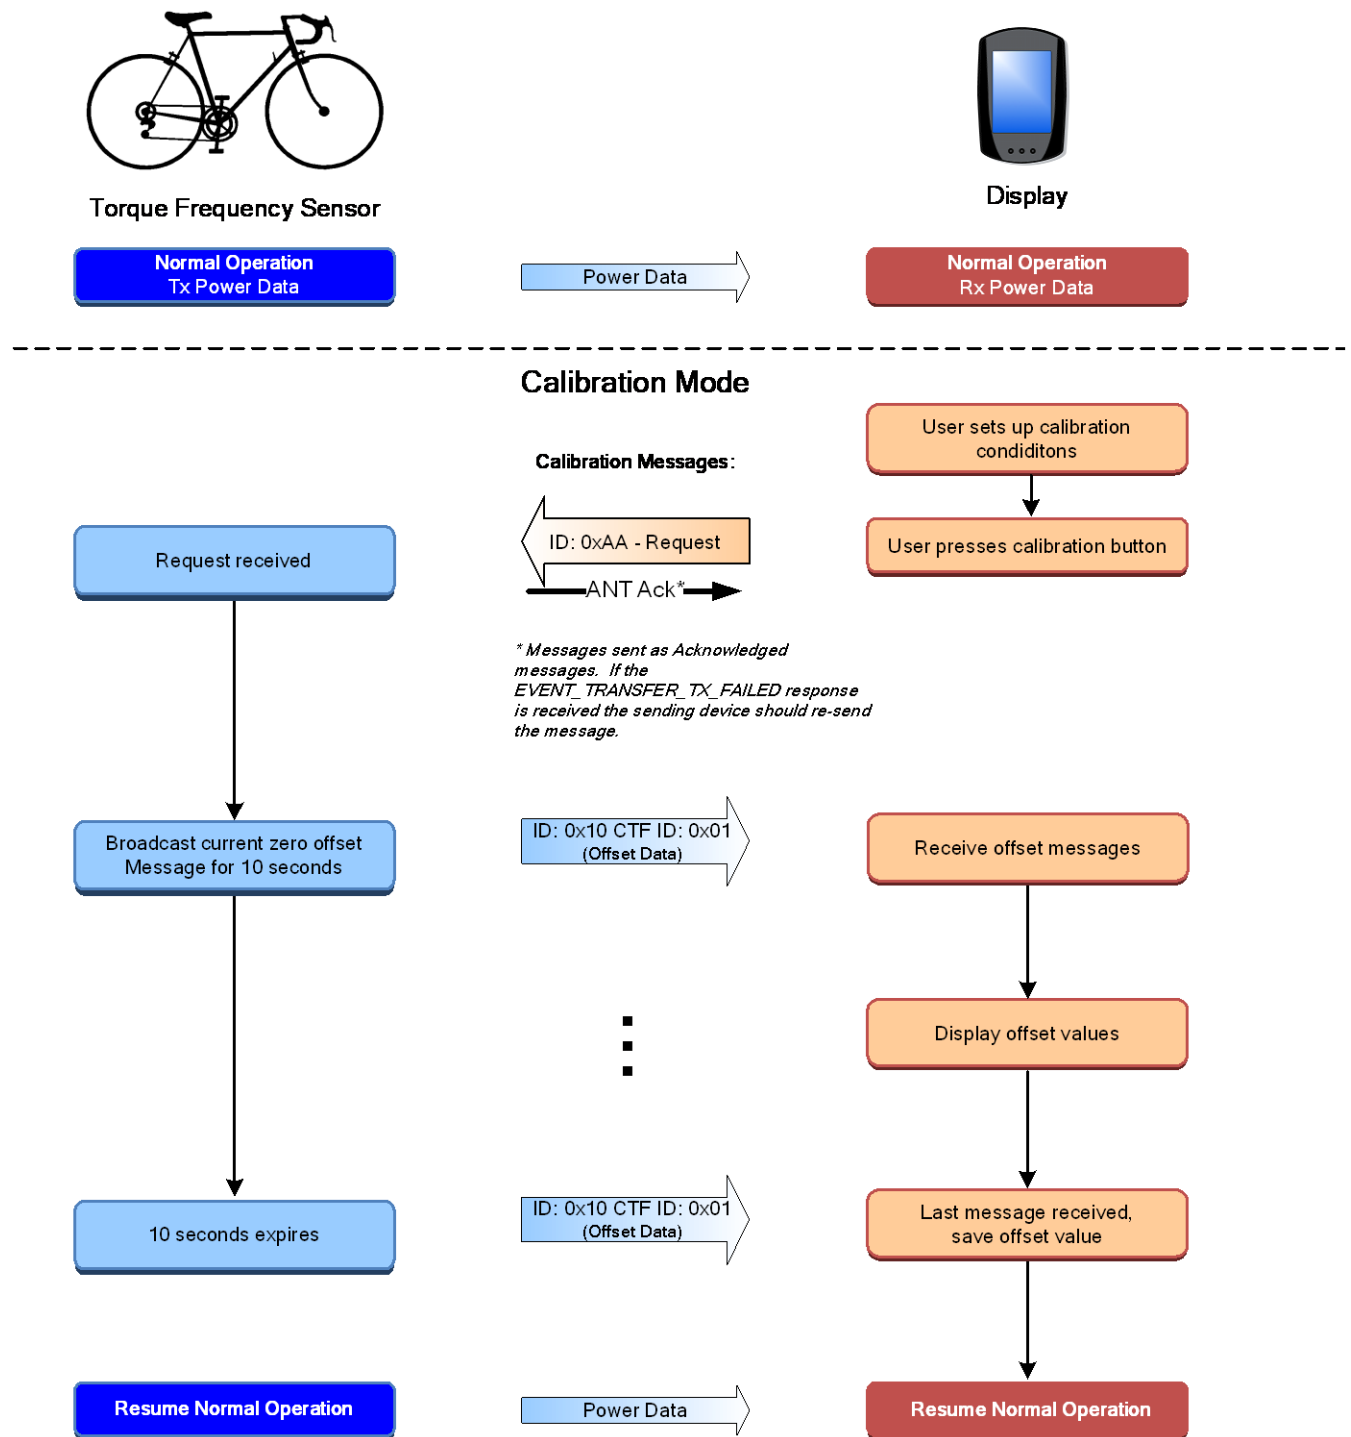 Torque Frequency Sensor
Display
Normal Operation
Tx Power Data
Power Data
Normal Operation
Rx Power Data
Calibration Mode
User sets up calibration
condiditons
Calibration Messages:
Request received
ID: 0xAA - Request
User presses calibration button
ANT Ack*
* Messages sent as Acknowledged
messages. If the
EVENT_TRANSFER_TX_FAILED response
is received the sending device should re-send
the message.
Broadcast current zero offset
Message for 10 seconds
ID: 0x10 CTF ID: 0x01
(Offset Data)
Receive offset messages
Display offset values
10 seconds expires
ID: 0x10 CTF ID: 0x01
(Offset Data)
Last message received,
save offset value
Resume Normal Operation
Power Data
Resume Normal Operation